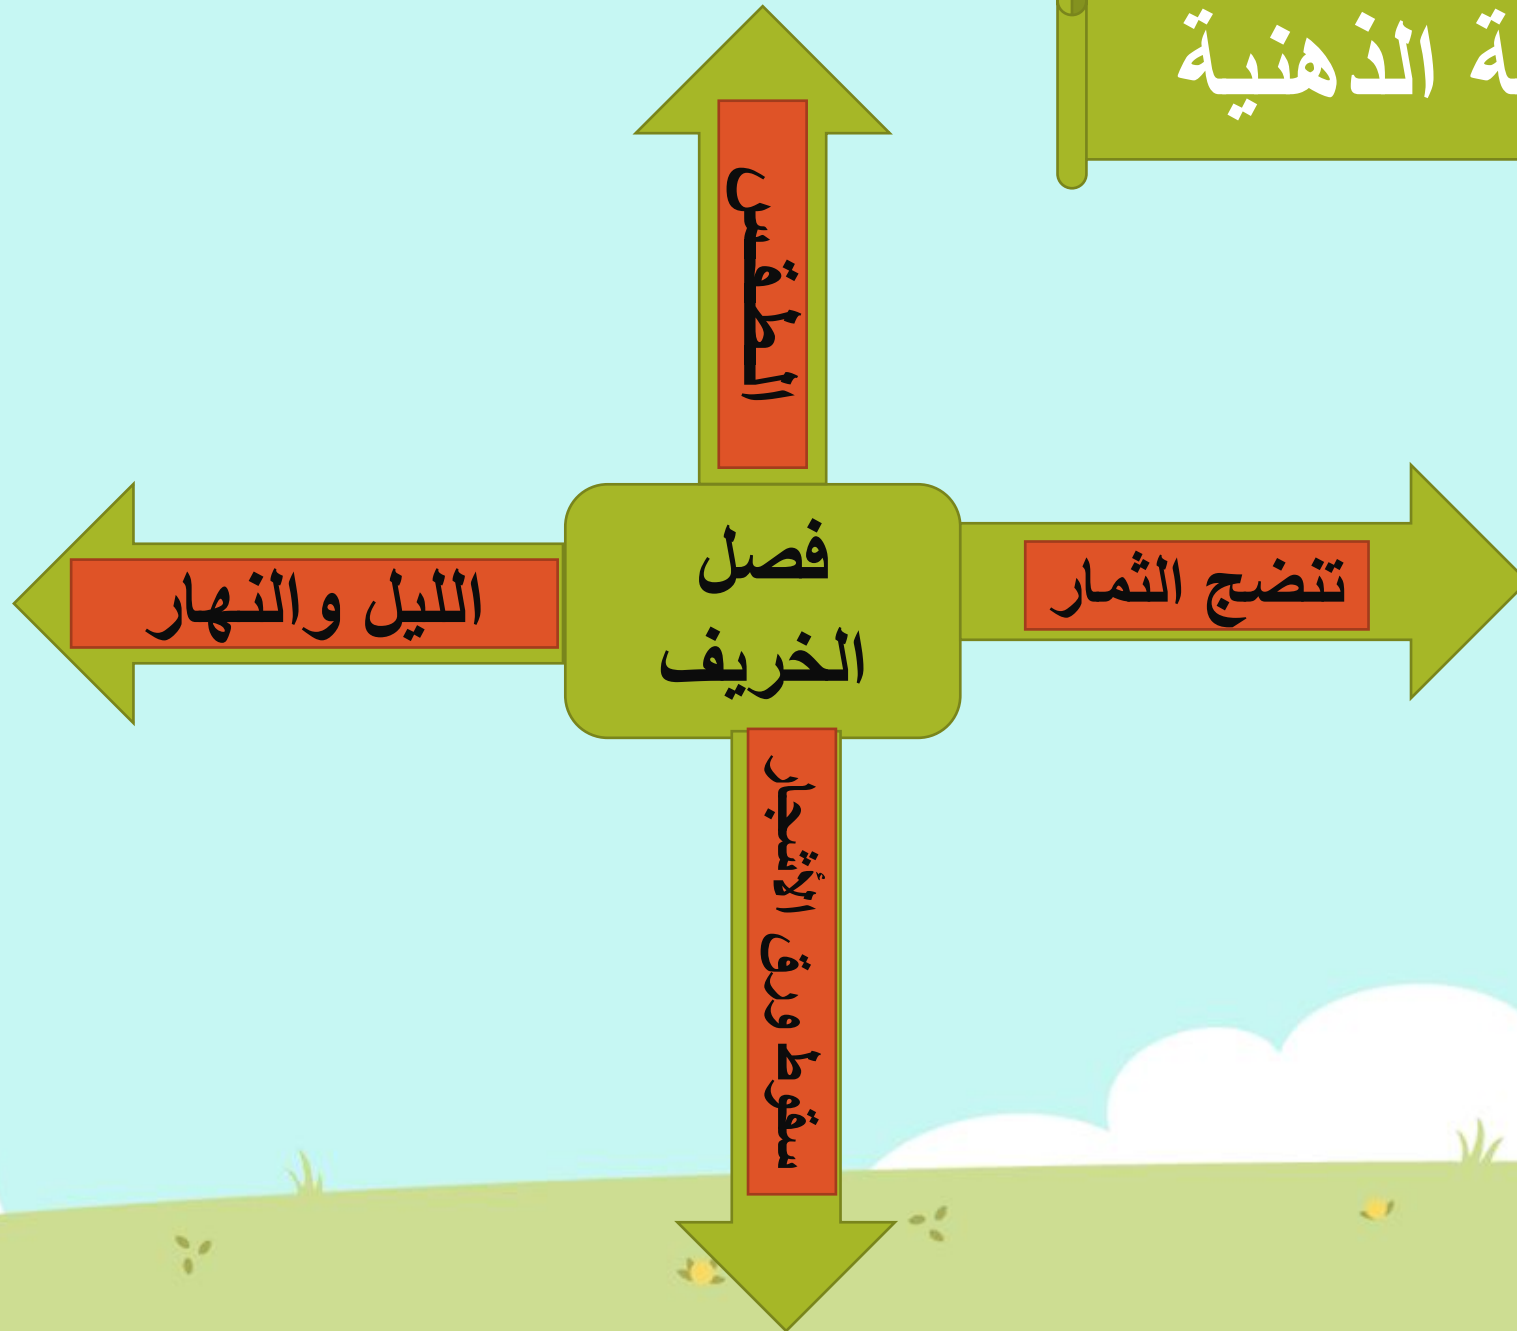 ة الذهنية
الطقس
فصل
الخريف
تنضج الثمار
الليل والنهار
سقوط ورق الأشجار